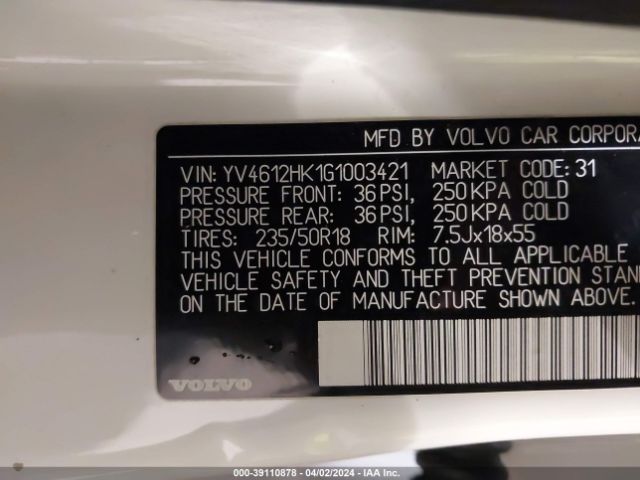 MFD BY VOLVO CAR CORPORA
VIN: YV4612HK1G1003421 MARKET CODE: 31
PRESSURE FRONT: 36 PSI, 250 KPA COLD
PRESSURE REAR: 36 PSI, 250 KPA COLD
TIRES: 235/50R18 RIM: 7.5Jx18x55
THIS VEHICLE CONFORMS TO ALL APPLICABLE
VEHICLE SAFETY AND THEFT PREVENTION STAN
ON THE DATE OF MANUFACTURE SHOWN ABOVE.
VOLVO
000-39110878 - 04/02/2024 - IAA Inc.